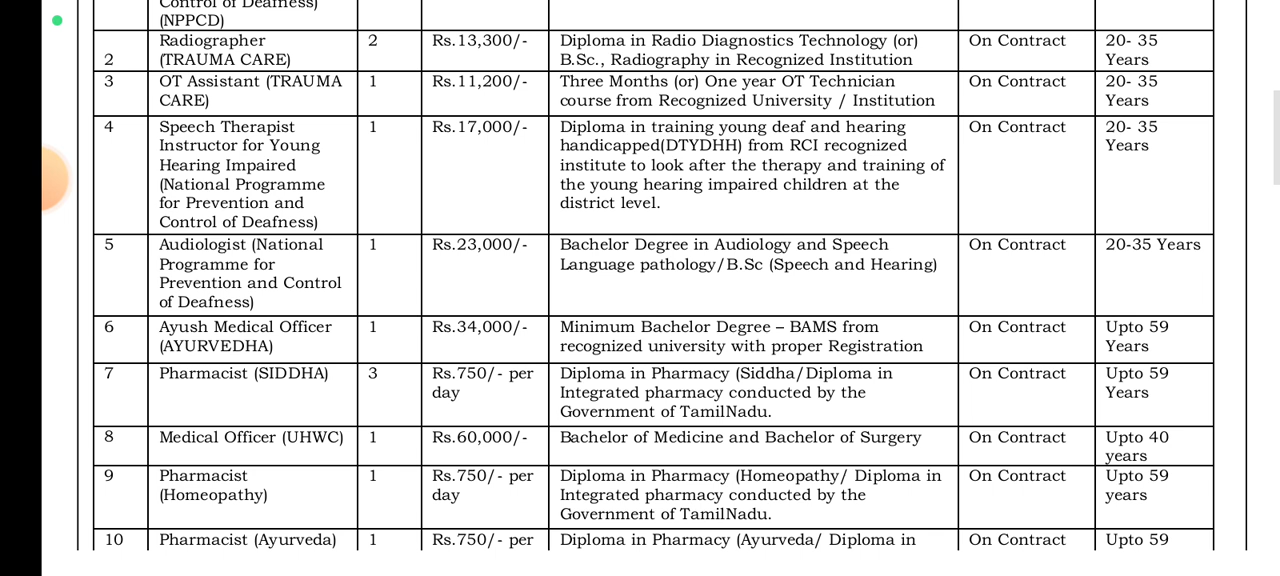 Control of Deafness)
(NPPCD)
2 Radiographer (TRAUMA CARE) 2 Rs.13,300/- Diploma in Radio Diagnostics Technology (or) B.Sc., Radiography in Recognized Institution On Contract 20- 35 Years
3 OT Assistant (TRAUMA CARE) 1 Rs.11,200/- Three Months (or) One year OT Technician course from Recognized University / Institution On Contract 20- 35 Years
4 Speech Therapist Instructor for Young Hearing Impaired (National Programme for Prevention and Control of Deafness) 1 Rs.17,000/- Diploma in training young deaf and hearing handicapped(DTYDHH) from RCI recognized institute to look after the therapy and training of the young hearing impaired children at the district level. On Contract 20- 35 Years
5 Audiologist (National Programme for Prevention and Control of Deafness) 1 Rs.23,000/- Bachelor Degree in Audiology and Speech Language pathology/B.Sc (Speech and Hearing) On Contract 20-35 Years
6 Ayush Medical Officer (AYURVEDHA) 1 Rs.34,000/- Minimum Bachelor Degree – BAMS from recognized university with proper Registration On Contract Upto 59 Years
7 Pharmacist (SIDDHA) 3 Rs.750/- per day Diploma in Pharmacy (Siddha/Diploma in Integrated pharmacy conducted by the Government of TamilNadu. On Contract Upto 59 Years
8 Medical Officer (UHWC) 1 Rs.60,000/- Bachelor of Medicine and Bachelor of Surgery On Contract Upto 40 years
9 Pharmacist (Homeopathy) 1 Rs.750/- per day Diploma in Pharmacy (Homeopathy/ Diploma in Integrated pharmacy conducted by the Government of TamilNadu. On Contract Upto 59 years
10 Pharmacist (Ayurveda) 1 Rs.750/- per Diploma in Pharmacy (Ayurveda/ Diploma in On Contract Upto 59